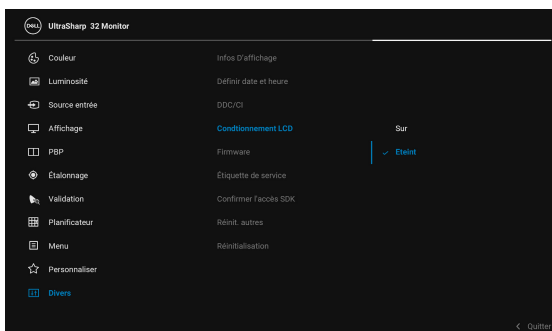 DELL UltraSharp 32 Monitor
Couleur
Infos D'affichage
Luminosité
Définir date et heure
Source entrée
DDC/CI
Affichage
Condtionnement LCD
Sur
PBP
Firmware
Eteint
Étalonnage
Étiquette de service
Validation
Confirmer l'accès SDK
Planificateur
Réinit. autres
Menu
Réinitialisation
Personnaliser
Divers
Quitter